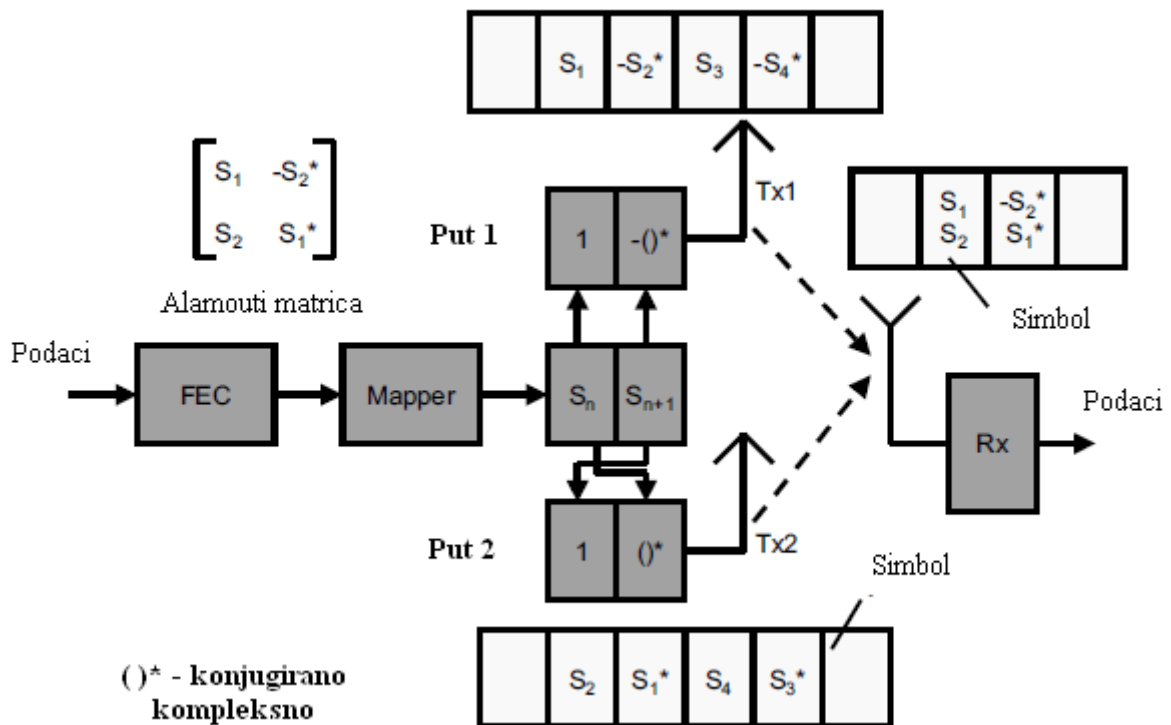 S1 -S2* S3 -S4*
S1 -S2*
S2 S1*
Alamouti matrica
Put 1
1 -()*
Tx1
S1 -S2*
S2 S1*
Simbol
Podaci
FEC
Mapper
Sn Sn+1
Rx
Podaci
Put 2
1 ()*
Tx2
Simbol
S2 S1* S4 S3*
( )* - konjugirano
kompleksno